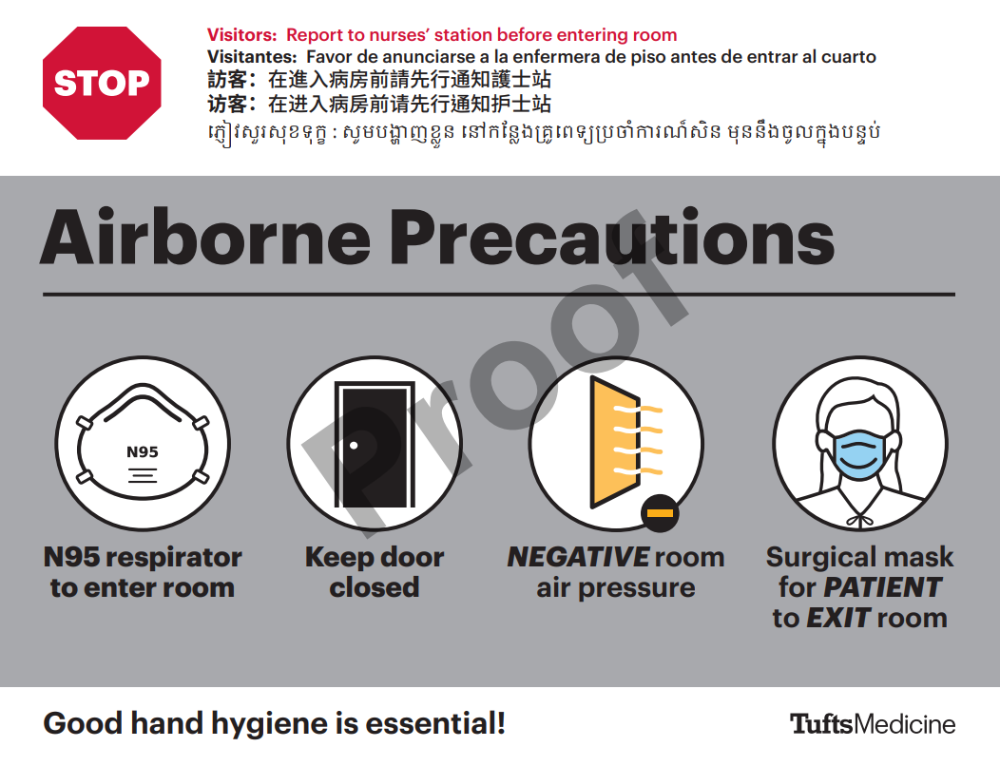 STOP
Visitors: Report to nurses’ station before entering room
Visitantes: Favor de anunciarse a la enfermera de piso antes de entrar al cuarto
訪客：在進入病房前請先行通知護士站
访客：在进入病房前请先行通知护士站
ភ្ញៀវសួរសុខទុក្ខ : សូមបង្ហាញខ្លួន នៅកន្លែងគ្រូពេទ្យប្រចាំការណ៍សិន មុននឹងចូលក្នុងបន្ទប់
Airborne Precautions
Proof
N95
N95 respirator
to enter room
Keep door
closed
NEGATIVE room
air pressure
Surgical mask
for PATIENT
to EXIT room
Good hand hygiene is essential!
TuftsMedicine